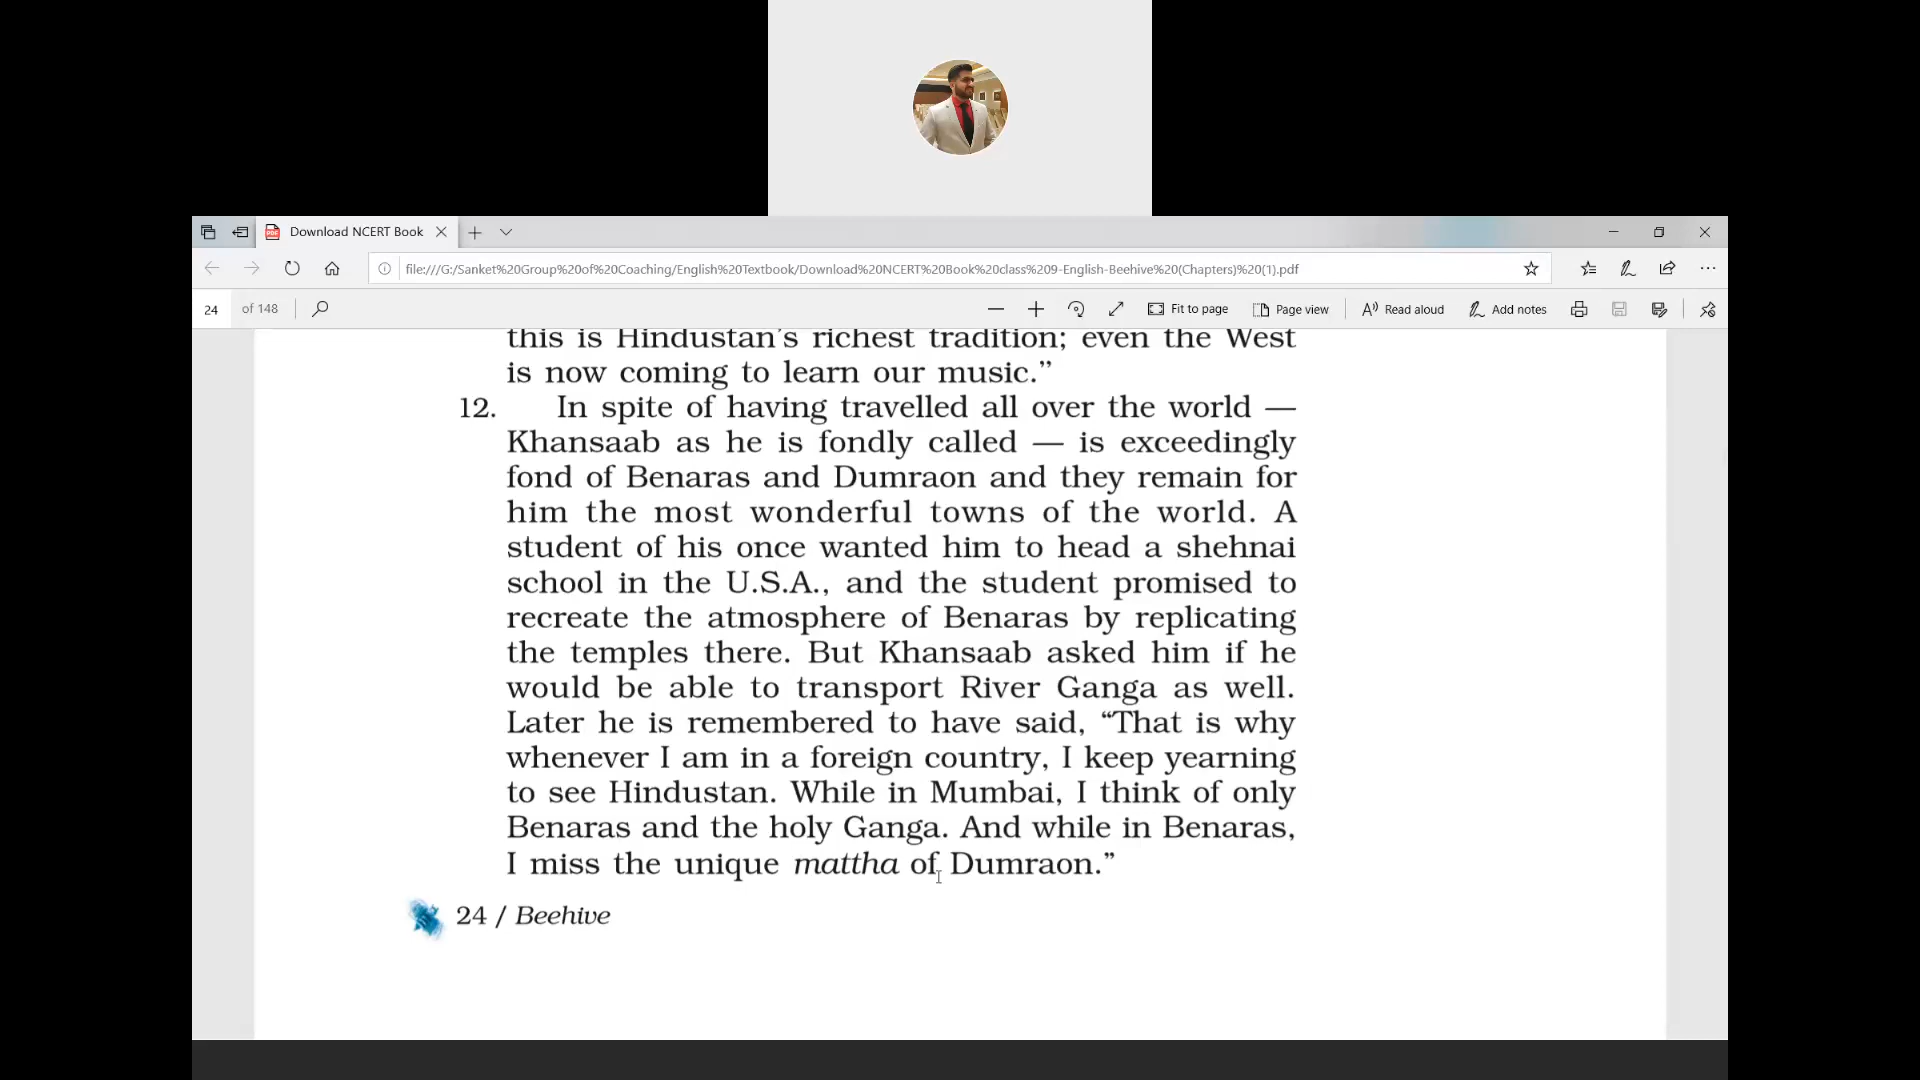 Download NCERT Book
file:///G:/Sanket%20Group%20of%20Coaching/English%20Textbook/Download%20NCERT%20Book%20class%209-English-Beehive%20(Chapters)%20(1).pdf
24 of 148 Fit to page Page view Read aloud Add notes
this is Hindustan's richest tradition; even the West
is now coming to learn our music.”
12. In spite of having travelled all over the world —
Khansaab as he is fondly called — is exceedingly
fond of Benaras and Dumraon and they remain for
him the most wonderful towns of the world. A
student of his once wanted him to head a shehnai
school in the U.S.A., and the student promised to
recreate the atmosphere of Benaras by replicating
the temples there. But Khansaab asked him if he
would be able to transport River Ganga as well.
Later he is remembered to have said, “That is why
whenever I am in a foreign country, I keep yearning
to see Hindustan. While in Mumbai, I think of only
Benaras and the holy Ganga. And while in Benaras,
I miss the unique mattha of Dumraon.”
24 / Beehive